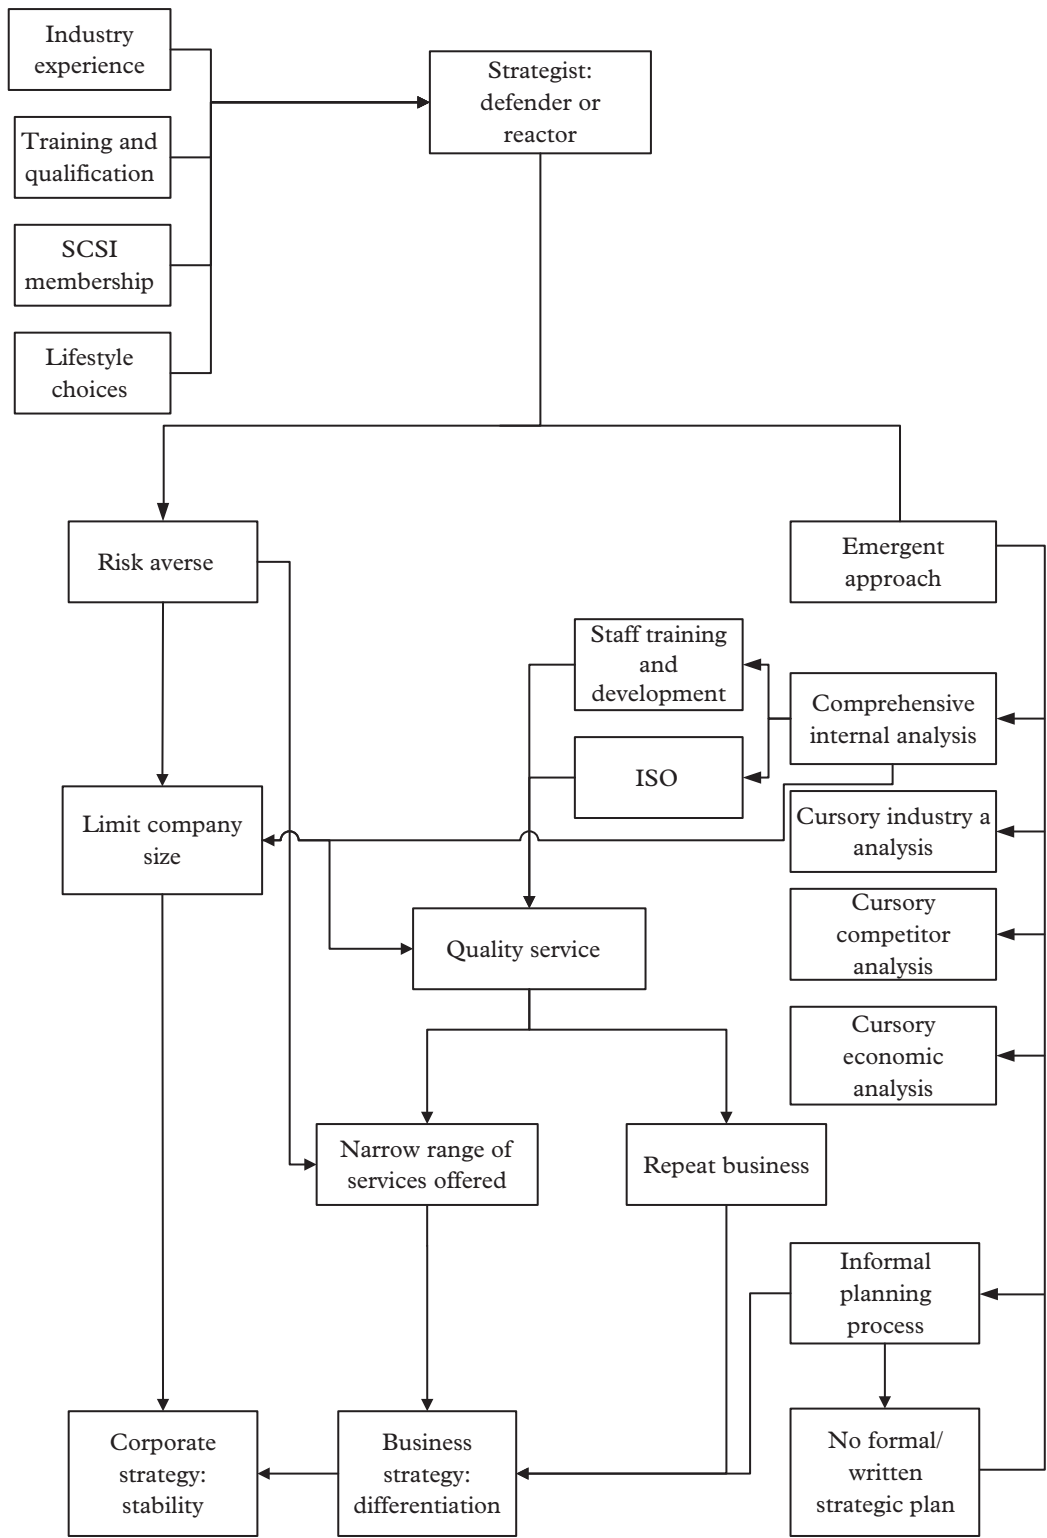 Industry
experience
Strategist:
defender or
reactor
Training and
qualification
SCSI
membership
Lifestyle
choices
Risk averse
Emergent
approach
Staff training
and
development
Comprehensive
internal analysis
ISO
Limit company
size
Cursory industry a
analysis
Cursory
competitor
analysis
Quality service
Cursory
economic
analysis
Narrow range of
services offered
Repeat business
Informal
planning
process
Corporate
strategy:
stability
Business
strategy:
differentiation
No formal/
written
strategic plan